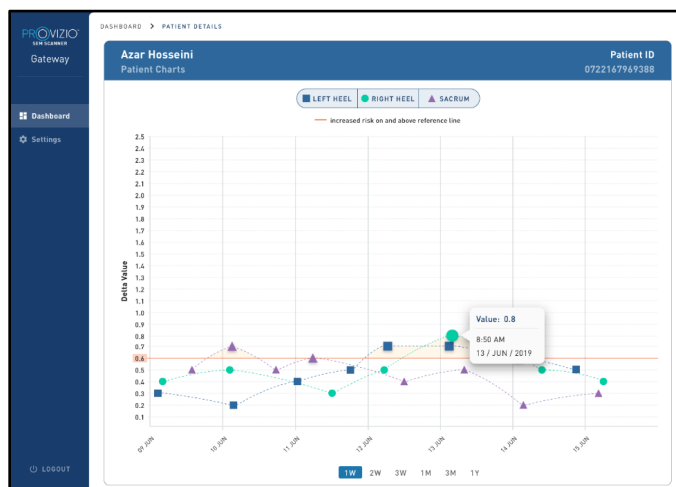 PROVIZIO
SEM SCANNER
Gateway
Dashboard
Settings
LOGOUT
DASHBOARD > PATIENT DETAILS
Azar Hosseini
Patient Charts
Patient ID
0722167969388
LEFT HEEL RIGHT HEEL SACRUM
increased risk on and above reference line
Delta Value
2.5
2.4
2.3
2.2
2.1
2.0
1.9
1.8
1.7
1.6
1.5
1.4
1.3
1.2
1.1
1.0
0.9
0.8
0.7
0.6
0.5
0.4
0.3
0.2
0.1
Value: 0.8
8:50 AM
13 / JUN / 2019
09 JUN 10 JUN 11 JUN 12 JUN 13 JUN 14 JUN 15 JUN
1W 2W 3W 1M 3M 1Y